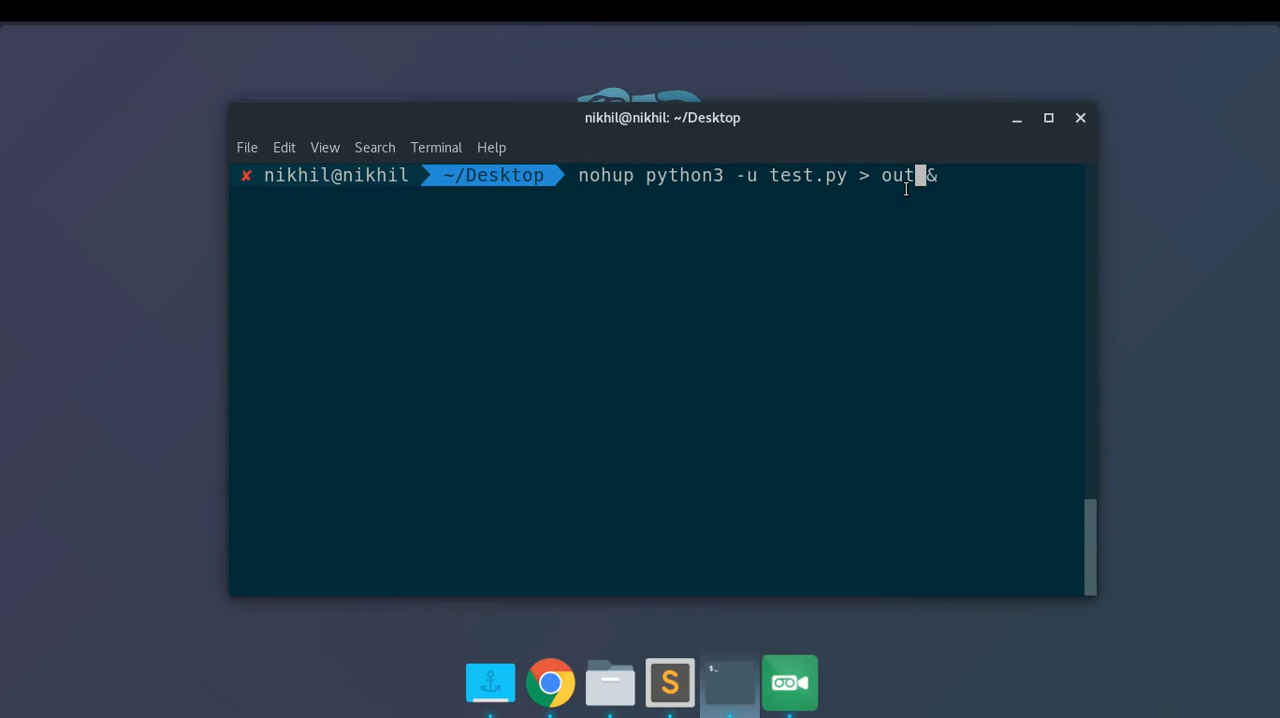 nikhil@nikhil: ~/Desktop
File Edit View Search Terminal Help
✘ nikhil@nikhil ~/Desktop nohup python3 -u test.py > out &
$_
S